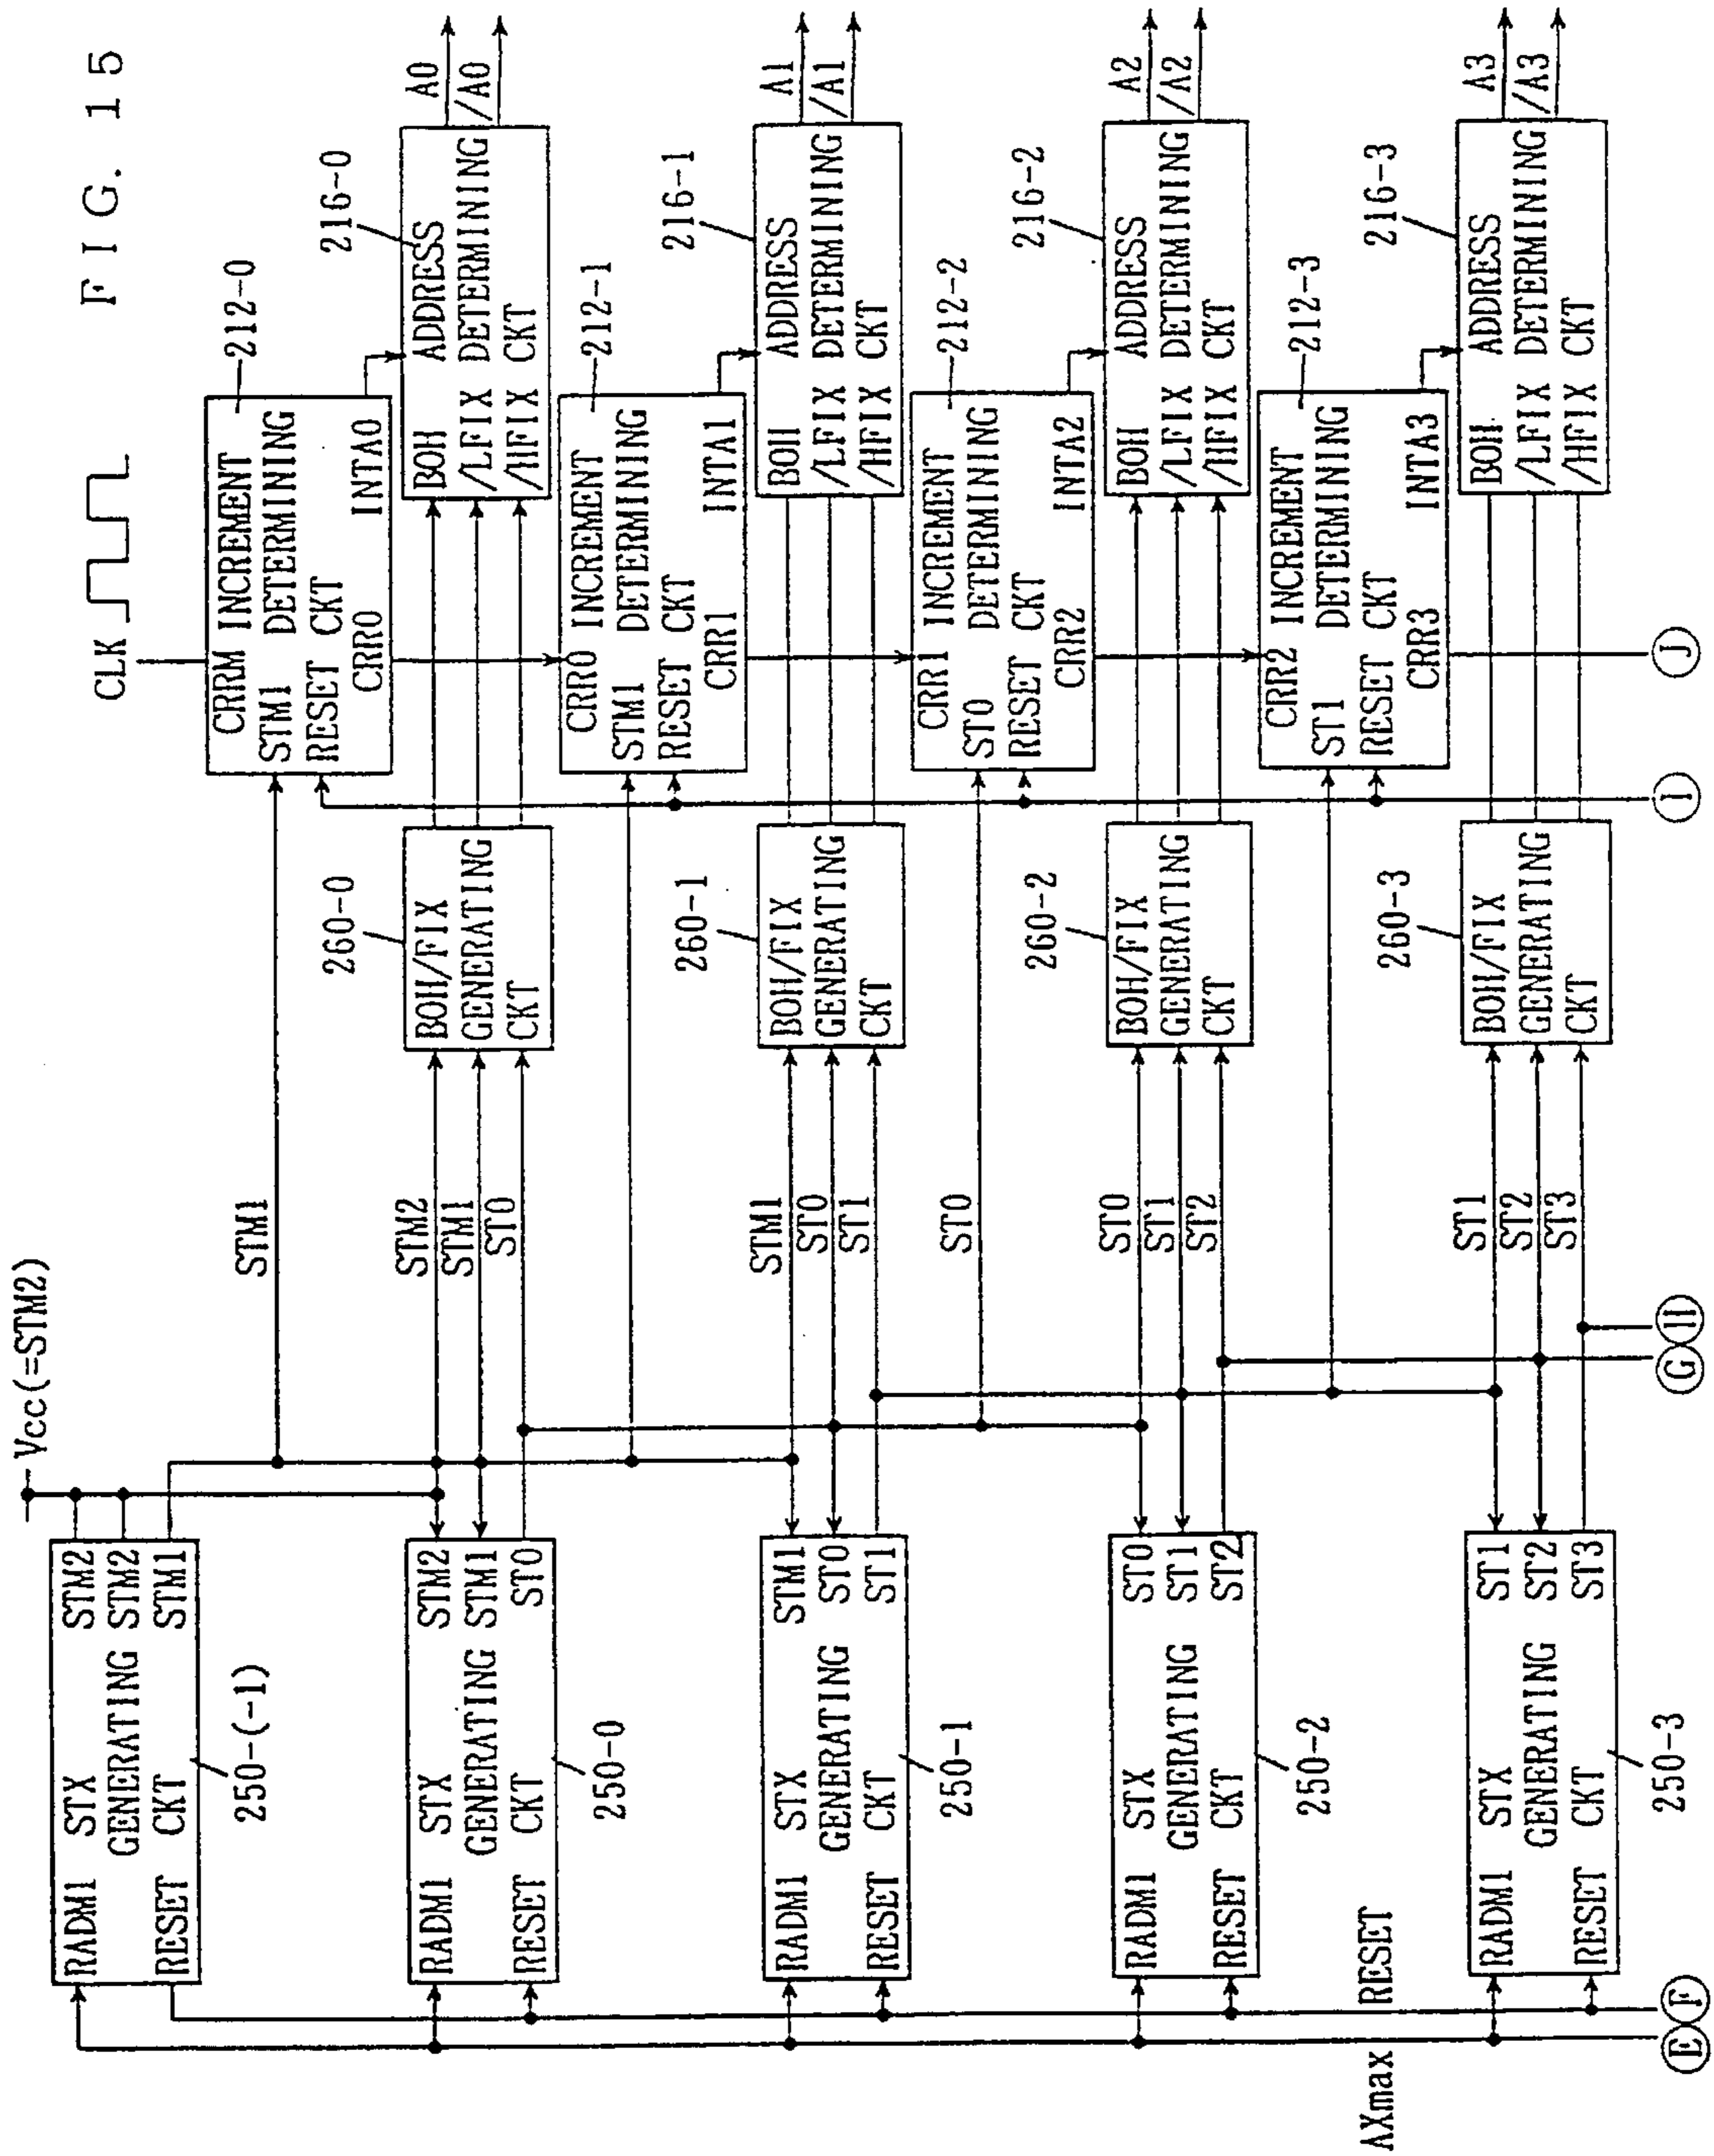 FIG. 15
CLK
Vcc(=STM2)
RADM1 STX STM2
GENERATING STM2
RESET CKT STM1
250-(-1)
STM1
CRRM INCREMENT
STM1 DETERMINING
RESET CKT
CRR0 INTA0
212-0
RADM1 STX STM2
GENERATING STM1
RESET CKT ST0
250-0
STM2
STM1
ST0
BOH/FIX
GENERATING
CKT
260-0
BOH ADDRESS
/LFIX DETERMINING
/HFIX CKT
216-0
A0
/A0
STM1
CRR0 INCREMENT
STM1 DETERMINING
RESET CKT
CRR1 INTA1
212-1
RADM1 STX STM1
GENERATING ST0
RESET CKT ST1
250-1
ST0
ST1
BOH/FIX
GENERATING
CKT
260-1
BOH ADDRESS
/LFIX DETERMINING
/HFIX CKT
216-1
A1
/A1
ST0
CRR1 INCREMENT
ST0 DETERMINING
RESET CKT
CRR2 INTA2
212-2
RADM1 STX ST0
GENERATING ST1
RESET CKT ST2
250-2
ST0
ST1
ST2
BOH/FIX
GENERATING
CKT
260-2
BOH ADDRESS
/LFIX DETERMINING
/HFIX CKT
216-2
A2
/A2
CRR2 INCREMENT
ST1 DETERMINING
RESET CKT
CRR3 INTA3
212-3
AXmax RESET
RADM1 STX ST1
GENERATING ST2
RESET CKT ST3
250-3
ST1
ST2
ST3
BOH/FIX
GENERATING
CKT
260-3
BOH ADDRESS
/LFIX DETERMINING
/HFIX CKT
216-3
A3
/A3
E F G H I J